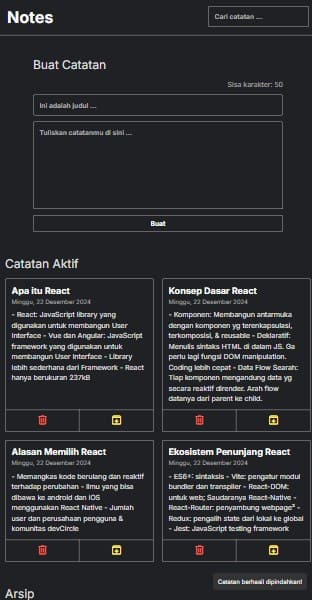 Notes
Cari catatan ...
Buat Catatan
Sisa karakter: 50
Ini adalah judul ...
Tuliskan catatanmu di sini ...
Buat
Catatan Aktif
Apa itu React
Minggu, 22 Desember 2024
- React: JavaScript library yang
digunakan untuk membangun User
Interface - Vue dan Angular: JavaScript
framework yang digunakan untuk
membangun User Interface - Library
lebih sederhana dari Framework - React
hanya berukuran 237kB
Konsep Dasar React
Minggu, 22 Desember 2024
- Komponen: Membangun antarmuka
dengan komponen yg terenkapsulasi,
terkomposisi, & reusable - Deklaratif:
Menulis sintaks HTML di dalam JS. Ga
perlu lagi fungsi DOM manipulation.
Coding lebih cepat - Data Flow Searah:
Tiap komponen mengandung data yg
secara reaktif dirender. Arah flow
datanya dari parent ke child.
Alasan Memilih React
Minggu, 22 Desember 2024
- Memangkas kode berulang dan reaktif
terhadap perubahan - Ilmu yang bisa
dibawa ke android dan iOS
menggunakan React Native - Jumlah
user dan perusahaan pengguna &
komunitas devCircle
Ekosistem Penunjang React
Minggu, 22 Desember 2024
- ES6+: sintaksis - Vite: pengatur modul
bundler dan transpiler - React-DOM:
untuk web; Saudaranya React-Native -
React-Router: penyambung webpage² -
Redux: pengalih state dari lokal ke global
- Jest: JavaScript testing framework
Catatan berhasil dipindahkan!
Arsip